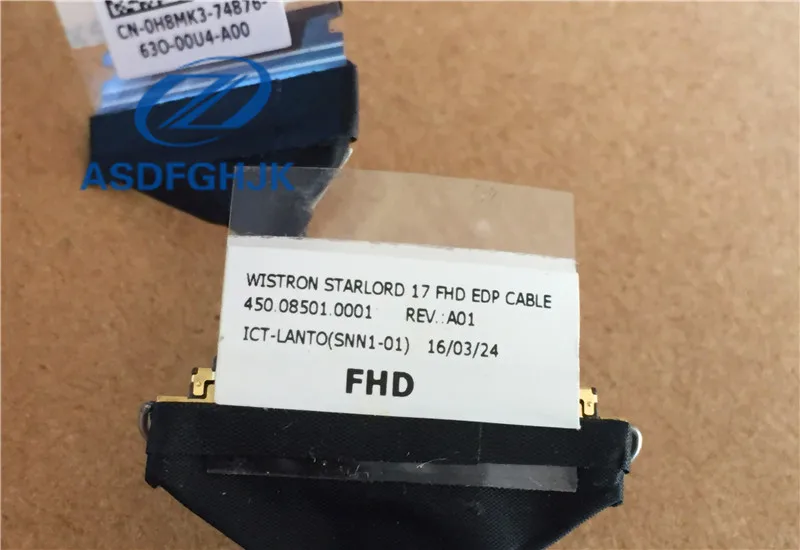 CN-0H8MK3-74876-
630-00U4-A00
ASDFGHJK
WISTRON STARLORD 17 FHD EDP CABLE
450.08501.0001 REV.:A01
ICT-LANTO(SNN1-01) 16/03/24
FHD